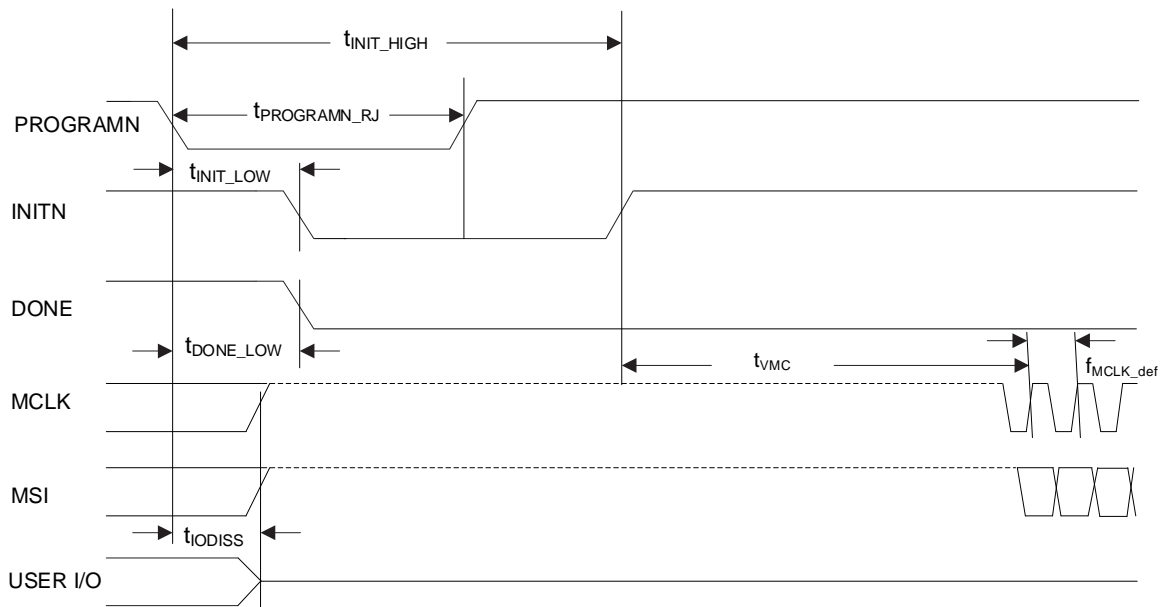 tINIT_HIGH
PROGRAMN
tPROGRAMN_RJ
tINIT_LOW
INITN
DONE
tDONE_LOW
tVMC
fMCLK_def
MCLK
MSI
tIODISS
USER I/O